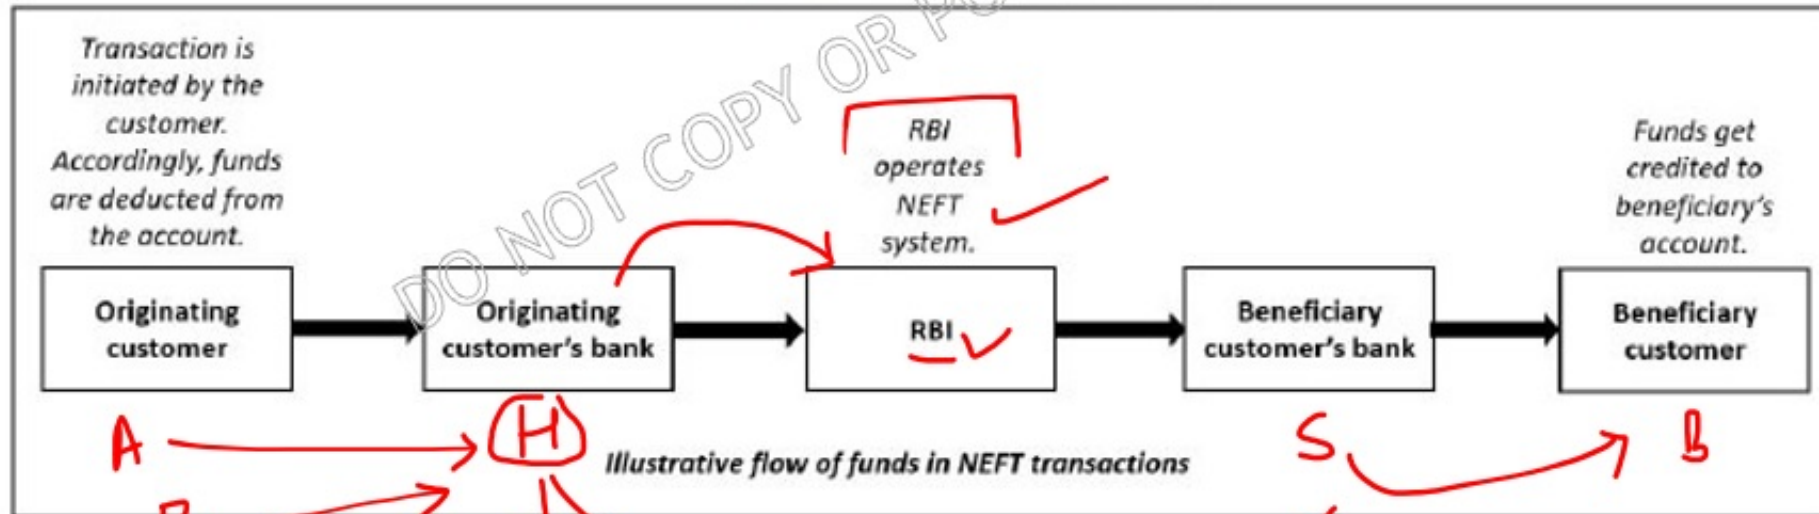 Transaction is
initiated by the
customer.
Accordingly, funds
are deducted from
the account.
DO NOT COPY OR
RBI
operates
NEFT
system.
Funds get
credited to
beneficiary's
account.
Originating
customer
Originating
customer's bank
RBI
Beneficiary
customer's bank
Beneficiary
customer
A
H
S
B
Illustrative flow of funds in NEFT transactions